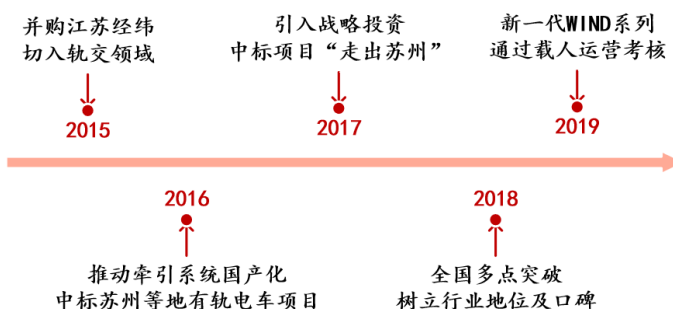 并购江苏经纬
切入轨交领域
2015
引入战略投资
中标项目“走出苏州”
2017
新一代WIND系列
通过载人运营考核
2019
2016
推动牵引系统国产化
中标苏州等地有轨电车项目
2018
全国多点突破
树立行业地位及口碑